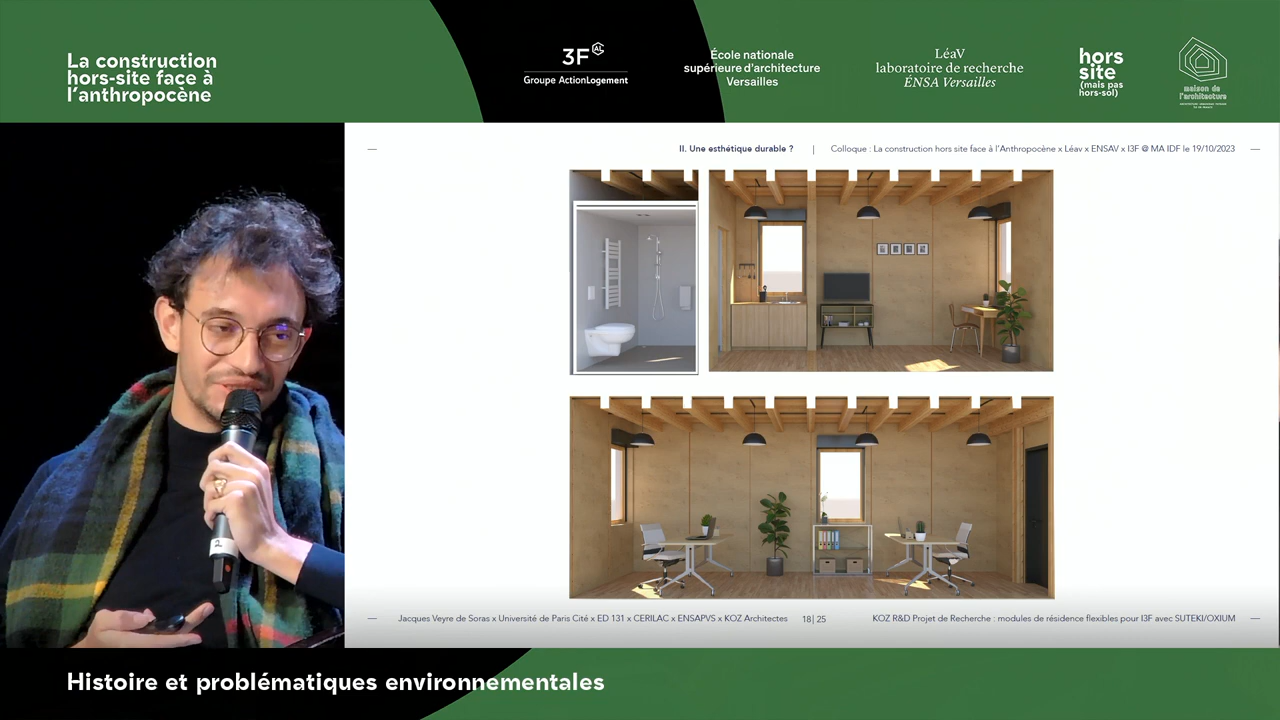 La construction
hors-site face à
l'anthropocène
3F AL
Groupe ActionLogement
École nationale
supérieure d'architecture
Versailles
LéaV
laboratoire de recherche
ÉNSA Versailles
hors
site
(mais pas
hors-sol)
maison de
l'architecture
II. Une esthétique durable ? | Colloque : La construction hors site face à l'Anthropocène x Léav x ENSAV x I3F @ MA IDF le 19/10/2023
Jacques Veyre de Soras x Université de Paris Cité x ED 131 x CERILAC x ENSAPVS x KOZ Architectes 18| 25 KOZ R&D Projet de Recherche : modules de résidence flexibles pour I3F avec SUTEKI/OXIUM
2
Histoire et problématiques environnementales